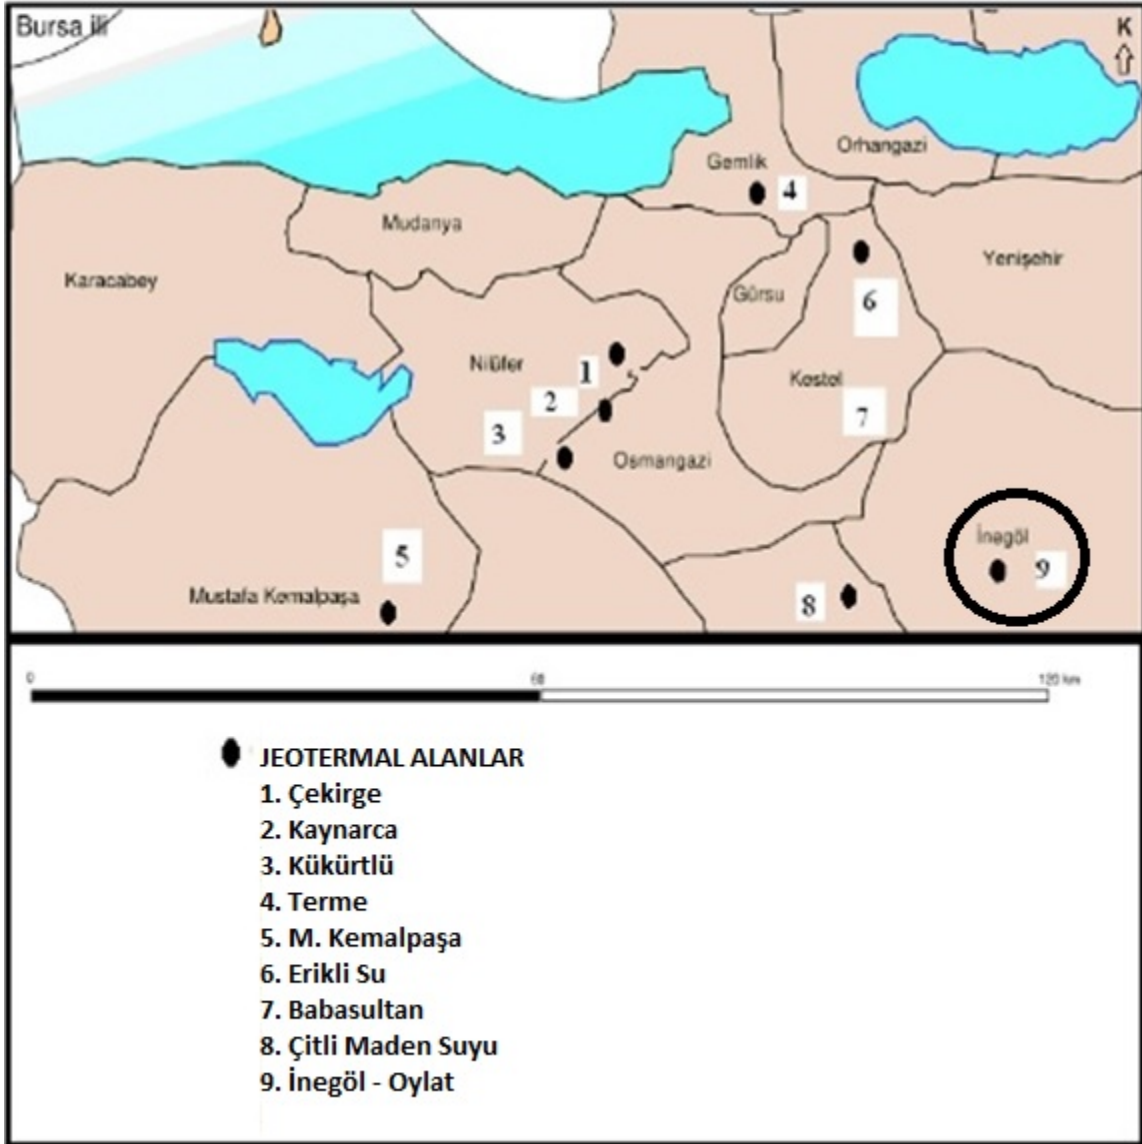 Bursa ili
K
Orhangazi
Gemlik
4
Mudanya
Yenişehir
Karacabey
Gürsu
6
Nilüfer
1
Kestel
2
7
3
Osmangazi
İnegöl
5
9
Mustafa Kemalpaşa
8
0
60
120 km
JEOTERMAL ALANLAR
1. Çekirge
2. Kaynarca
3. Kükürtlü
4. Terme
5. M. Kemalpaşa
6. Erikli Su
7. Babasultan
8. Çitli Maden Suyu
9. İnegöl - Oylat